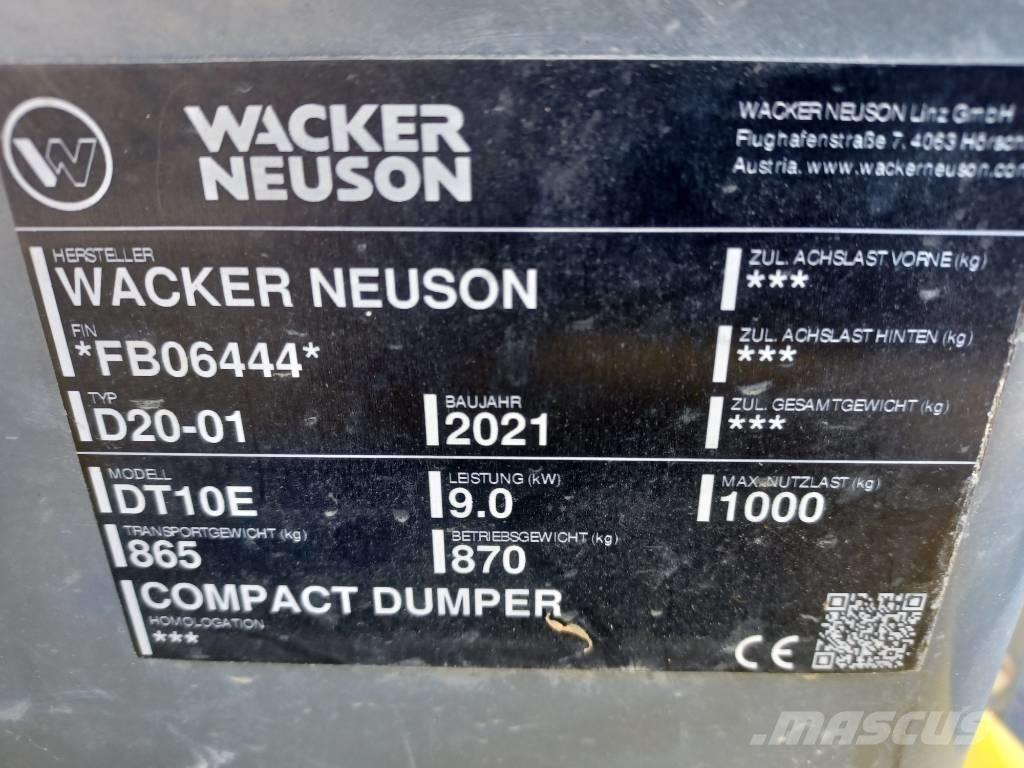 W
WACKER
NEUSON
WACKER NEUSON Linz GmbH
Flughafenstraße 7, 4063 Hörsch
Austria, www.wackerneuson.com
HERSTELLER
WACKER NEUSON
FIN
*FB06444*
TYP
D20-01
BAUJAHR
2021
ZUL. ACHSLAST VORNE (kg)
***
ZUL. ACHSLAST HINTEN (kg)
***
ZUL. GESAMTGEWICHT (kg)
***
MODELL
DT10E
LEISTUNG (kW)
9.0
MAX. NUTZLAST (kg)
1000
TRANSPORTGEWICHT (kg)
865
BETRIEBSGEWICHT (kg)
870
COMPACT DUMPER
HOMOLOGATION
***
CE
MASCUS